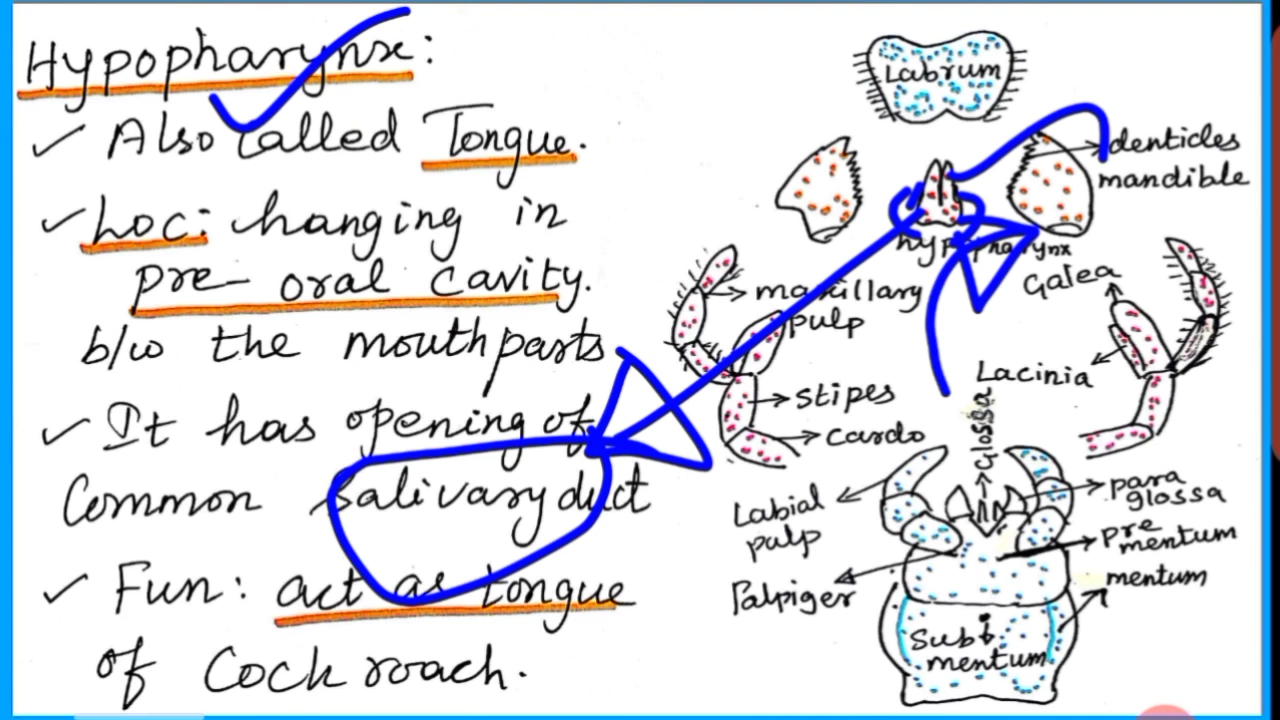 Hypopharynx:
✓ Also called Tongue.
✓ Loc: hanging in
pre-oral cavity.
b/w the mouthparts
✓ It has opening of
Common Salivary duct
✓ Fun: act as tongue
of Cockroach.
Labrum
denticles
mandible
hypopharynx
maxillary
pulp
Galea
Lacinia
stipes
cardo
Glossa
Labial
pulp
para
glossa
Pre
mentum
mentum
Palpiger
Sub
mentum